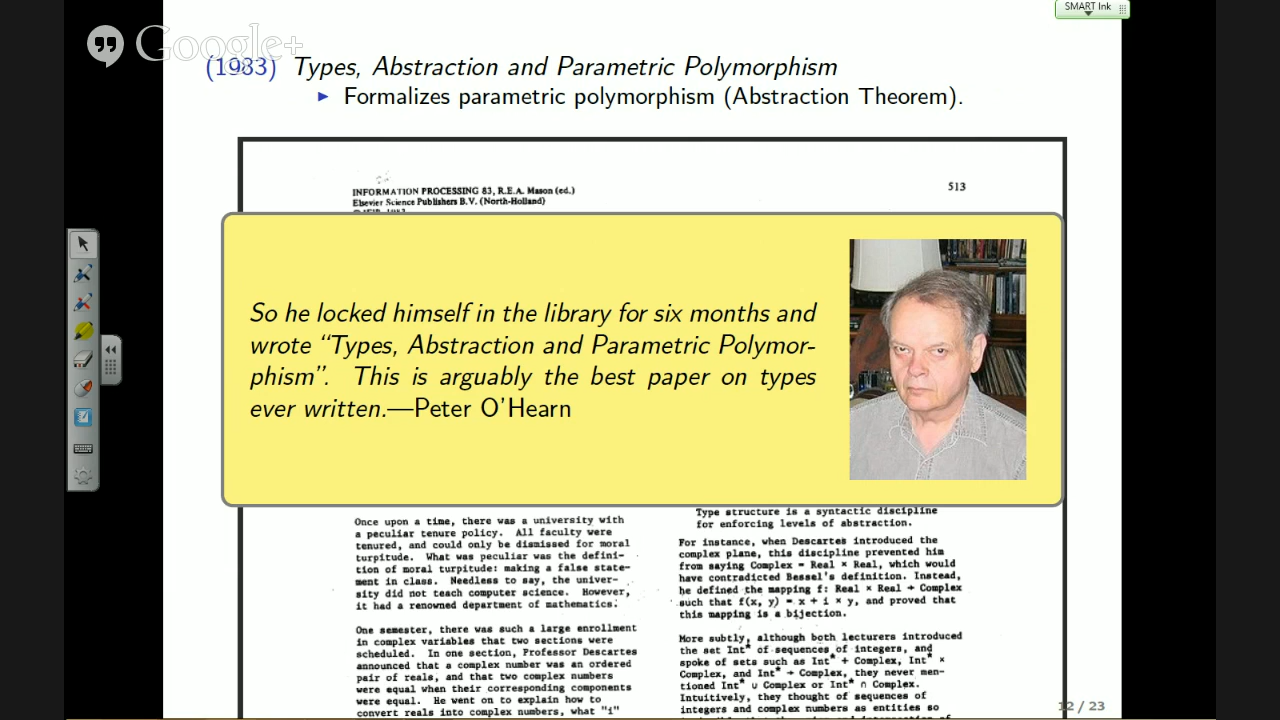 SMART Ink
Google+
(1983) Types, Abstraction and Parametric Polymorphism
Formalizes parametric polymorphism (Abstraction Theorem).
INFORMATION PROCESSING 83, R.E.A. Mason (ed.)
Elsevier Science Publishers B.V. (North-Holland)
513
So he locked himself in the library for six months and
wrote “Types, Abstraction and Parametric Polymor-
phism”. This is arguably the best paper on types
ever written.—Peter O'Hearn
Once upon a time, there was a university with
a peculiar tenure policy. All faculty were
tenured, and could only be dismissed for moral
turpitude. What was peculiar was the defini-
tion of moral turpitude: making a false state-
ment in class. Needless to say, the univer-
sity did not teach computer science. However,
it had a renowned department of mathematics.
One semester, there was such a large enrollment
in complex variables that two sections were
scheduled. In one section, Professor Descartes
announced that a complex number was an ordered
pair of reals, and that two complex numbers
were equal when their corresponding components
were equal. He went on to explain how to
convert reals into complex numbers, what "i"
Type structure is a syntactic discipline
for enforcing levels of abstraction.
For instance, when Descartes introduced the
complex plane, this discipline prevented him
from saying Complex = Real × Real, which would
have contradicted Bessel's definition. Instead,
he defined the mapping f: Real × Real → Complex
such that f(x, y) = x + i × y, and proved that
this mapping is a bijection.
More subtly, although both lecturers introduced
the set Int* of sequences of integers, and
spoke of sets such as Int* + Complex, Int* ×
Complex, and Int* → Complex, they never men-
tioned Int* ∪ Complex or Int* ∩ Complex.
Intuitively, they thought of sequences of
integers and complex numbers as entities so
12 / 23